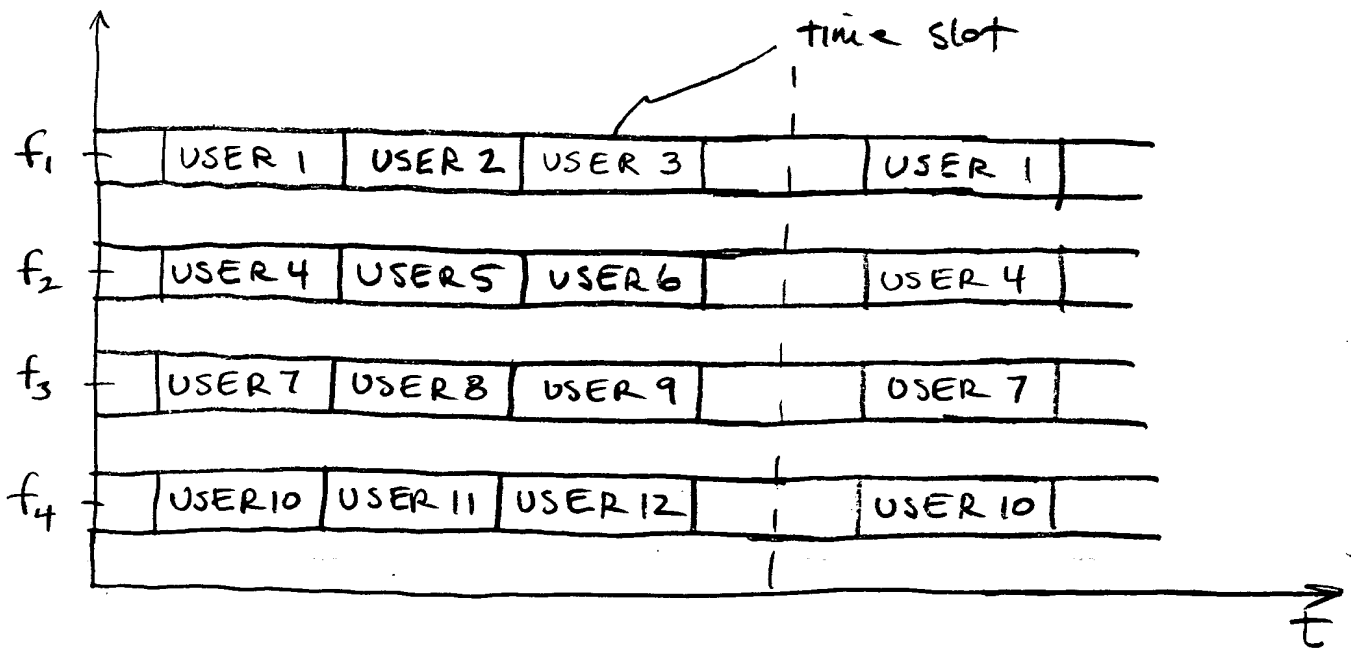 time slot
f1 USER 1 USER 2 USER 3 USER 1
f2 USER 4 USER 5 USER 6 USER 4
f3 USER 7 USER 8 USER 9 USER 7
f4 USER 10 USER 11 USER 12 USER 10
t